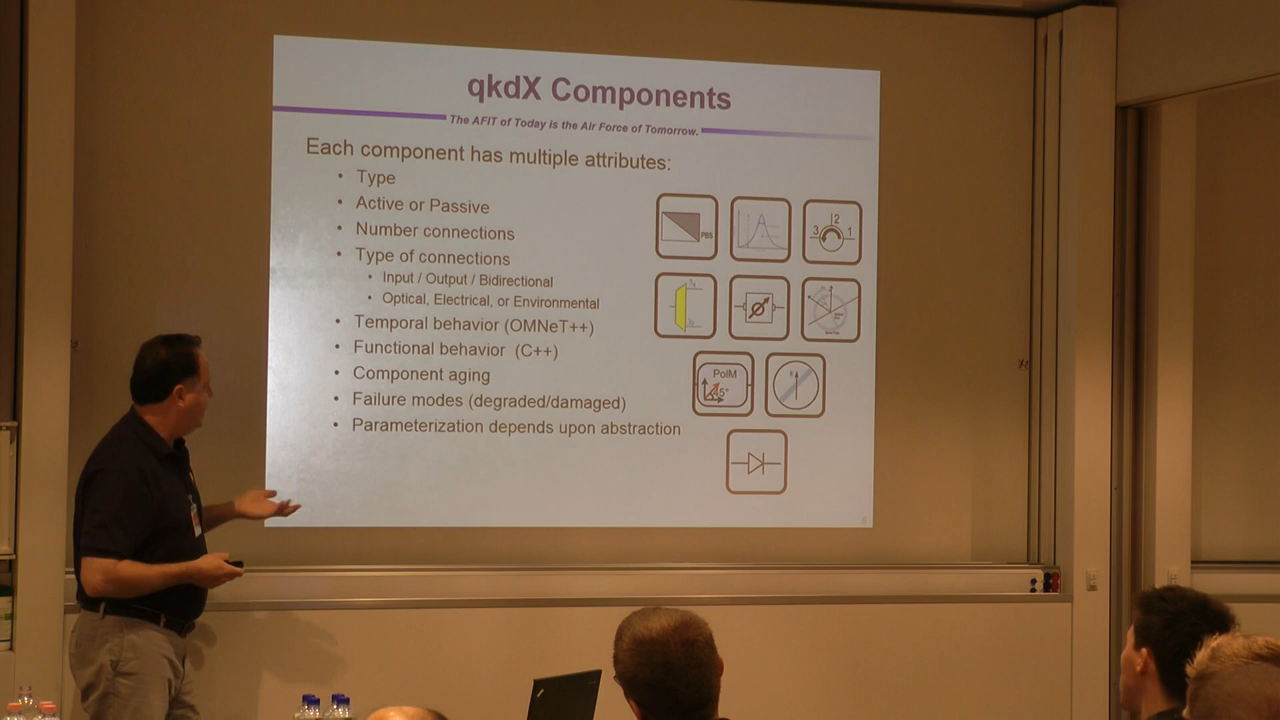 qkdX Components
The AFIT of Today is the Air Force of Tomorrow.
Each component has multiple attributes:
• Type
• Active or Passive
• Number connections
• Type of connections
• Input / Output / Bidirectional
• Optical, Electrical, or Environmental
• Temporal behavior (OMNeT++)
• Functional behavior (C++)
• Component aging
• Failure modes (degraded/damaged)
• Parameterization depends upon abstraction
PBS
2
3
1
PolM
45°